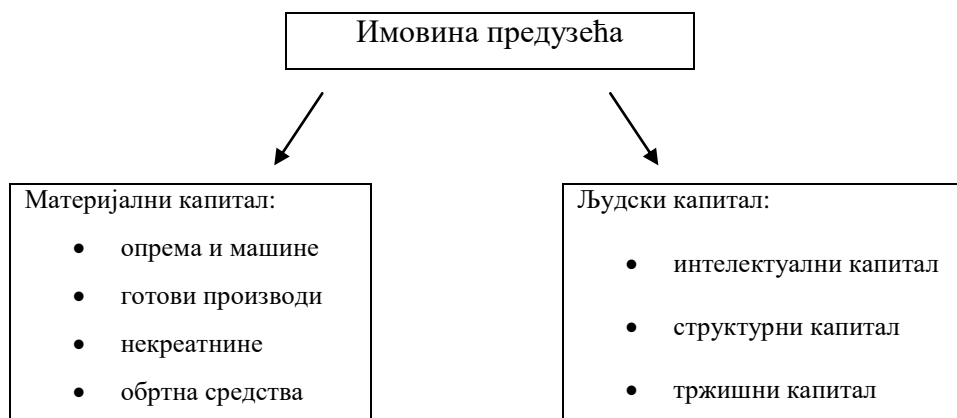 Имовина предузећа
Материјални капитал:
• опрема и машине
• готови производи
• некреатнине
• обртна средства
Људски капитал:
• интелектуални капитал
• структурни капитал
• тржишни капитал